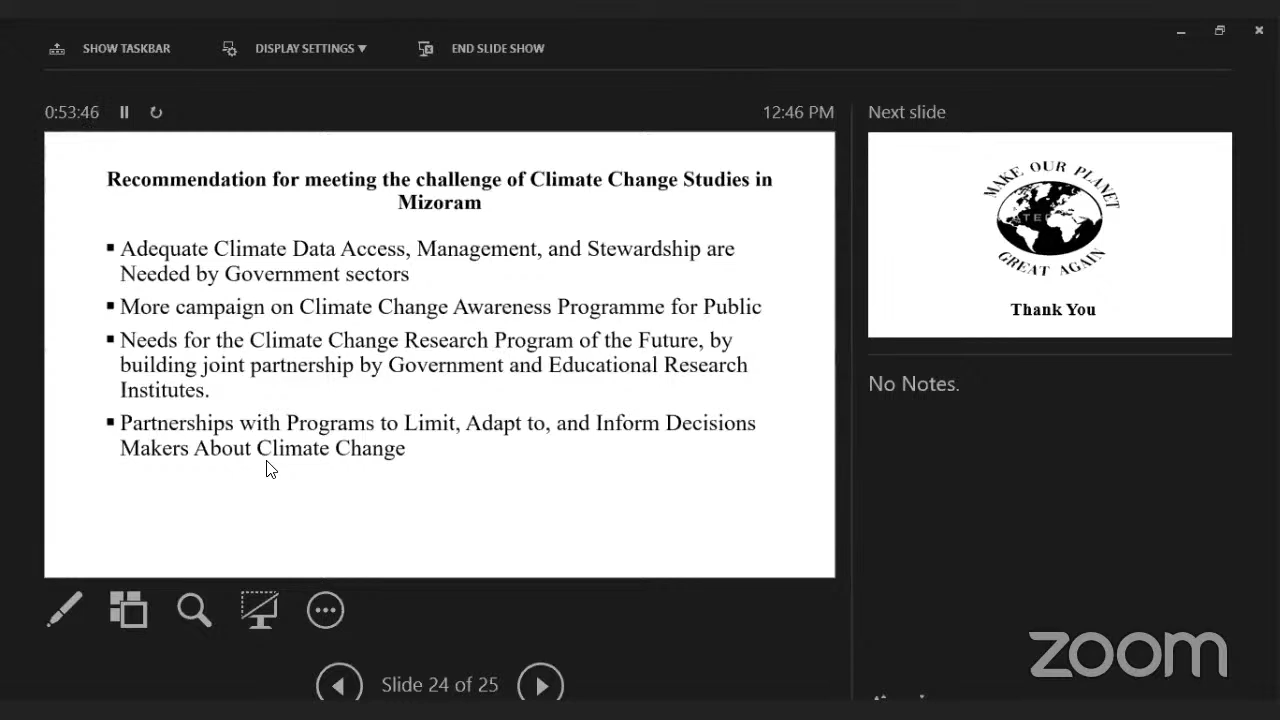 SHOW TASKBAR
DISPLAY SETTINGS ▼
END SLIDE SHOW
0:53:46
12:46 PM
Next slide
Recommendation for meeting the challenge of Climate Change Studies in
Mizoram
▪ Adequate Climate Data Access, Management, and Stewardship are
Needed by Government sectors
▪ More campaign on Climate Change Awareness Programme for Public
▪ Needs for the Climate Change Research Program of the Future, by
building joint partnership by Government and Educational Research
Institutes.
▪ Partnerships with Programs to Limit, Adapt to, and Inform Decisions
Makers About Climate Change
MAKE OUR PLANET
GREAT AGAIN
Thank You
No Notes.
Slide 24 of 25
zoom